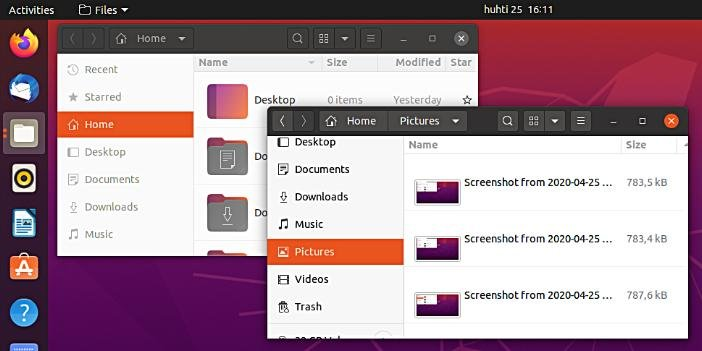 Activities
Files
huhti 25 16:11
Home
Recent
Starred
Home
Desktop
Documents
Downloads
Music
Name
Size
Modified
Star
Desktop
0 items
Yesterday
Home
Pictures
Desktop
Documents
Downloads
Music
Pictures
Videos
Trash
Name
Size
Screenshot from 2020-04-25 ...
783,5 kB
Screenshot from 2020-04-25 ...
783,4 kB
Screenshot from 2020-04-25 ...
787,6 kB